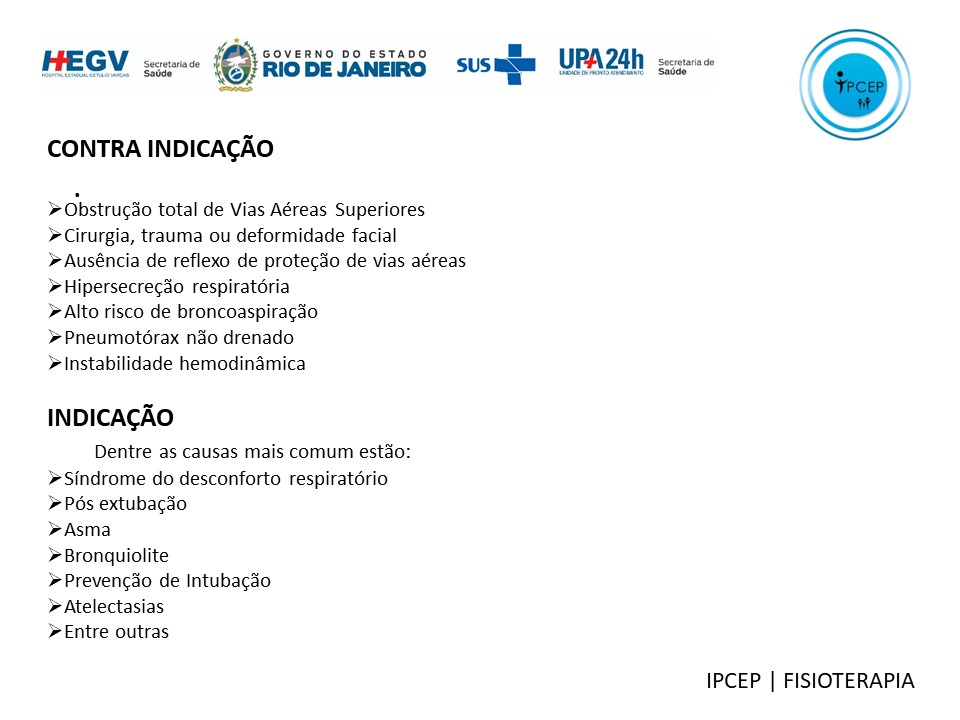 HEGV
HOSPITAL ESTADUAL GETÚLIO VARGAS
Secretaria de
Saúde
GOVERNO DO ESTADO
RIO DE JANEIRO
SUS
UPA 24h
UNIDADE DE PRONTO ATENDIMENTO
Secretaria de
Saúde
IPCEP
CONTRA INDICAÇÃO
.
➢Obstrução total de Vias Aéreas Superiores
➢Cirurgia, trauma ou deformidade facial
➢Ausência de reflexo de proteção de vias aéreas
➢Hipersecreção respiratória
➢Alto risco de broncoaspiração
➢Pneumotórax não drenado
➢Instabilidade hemodinâmica
INDICAÇÃO
Dentre as causas mais comum estão:
➢Síndrome do desconforto respiratório
➢Pós extubação
➢Asma
➢Bronquiolite
➢Prevenção de Intubação
➢Atelectasias
➢Entre outras
IPCEP | FISIOTERAPIA